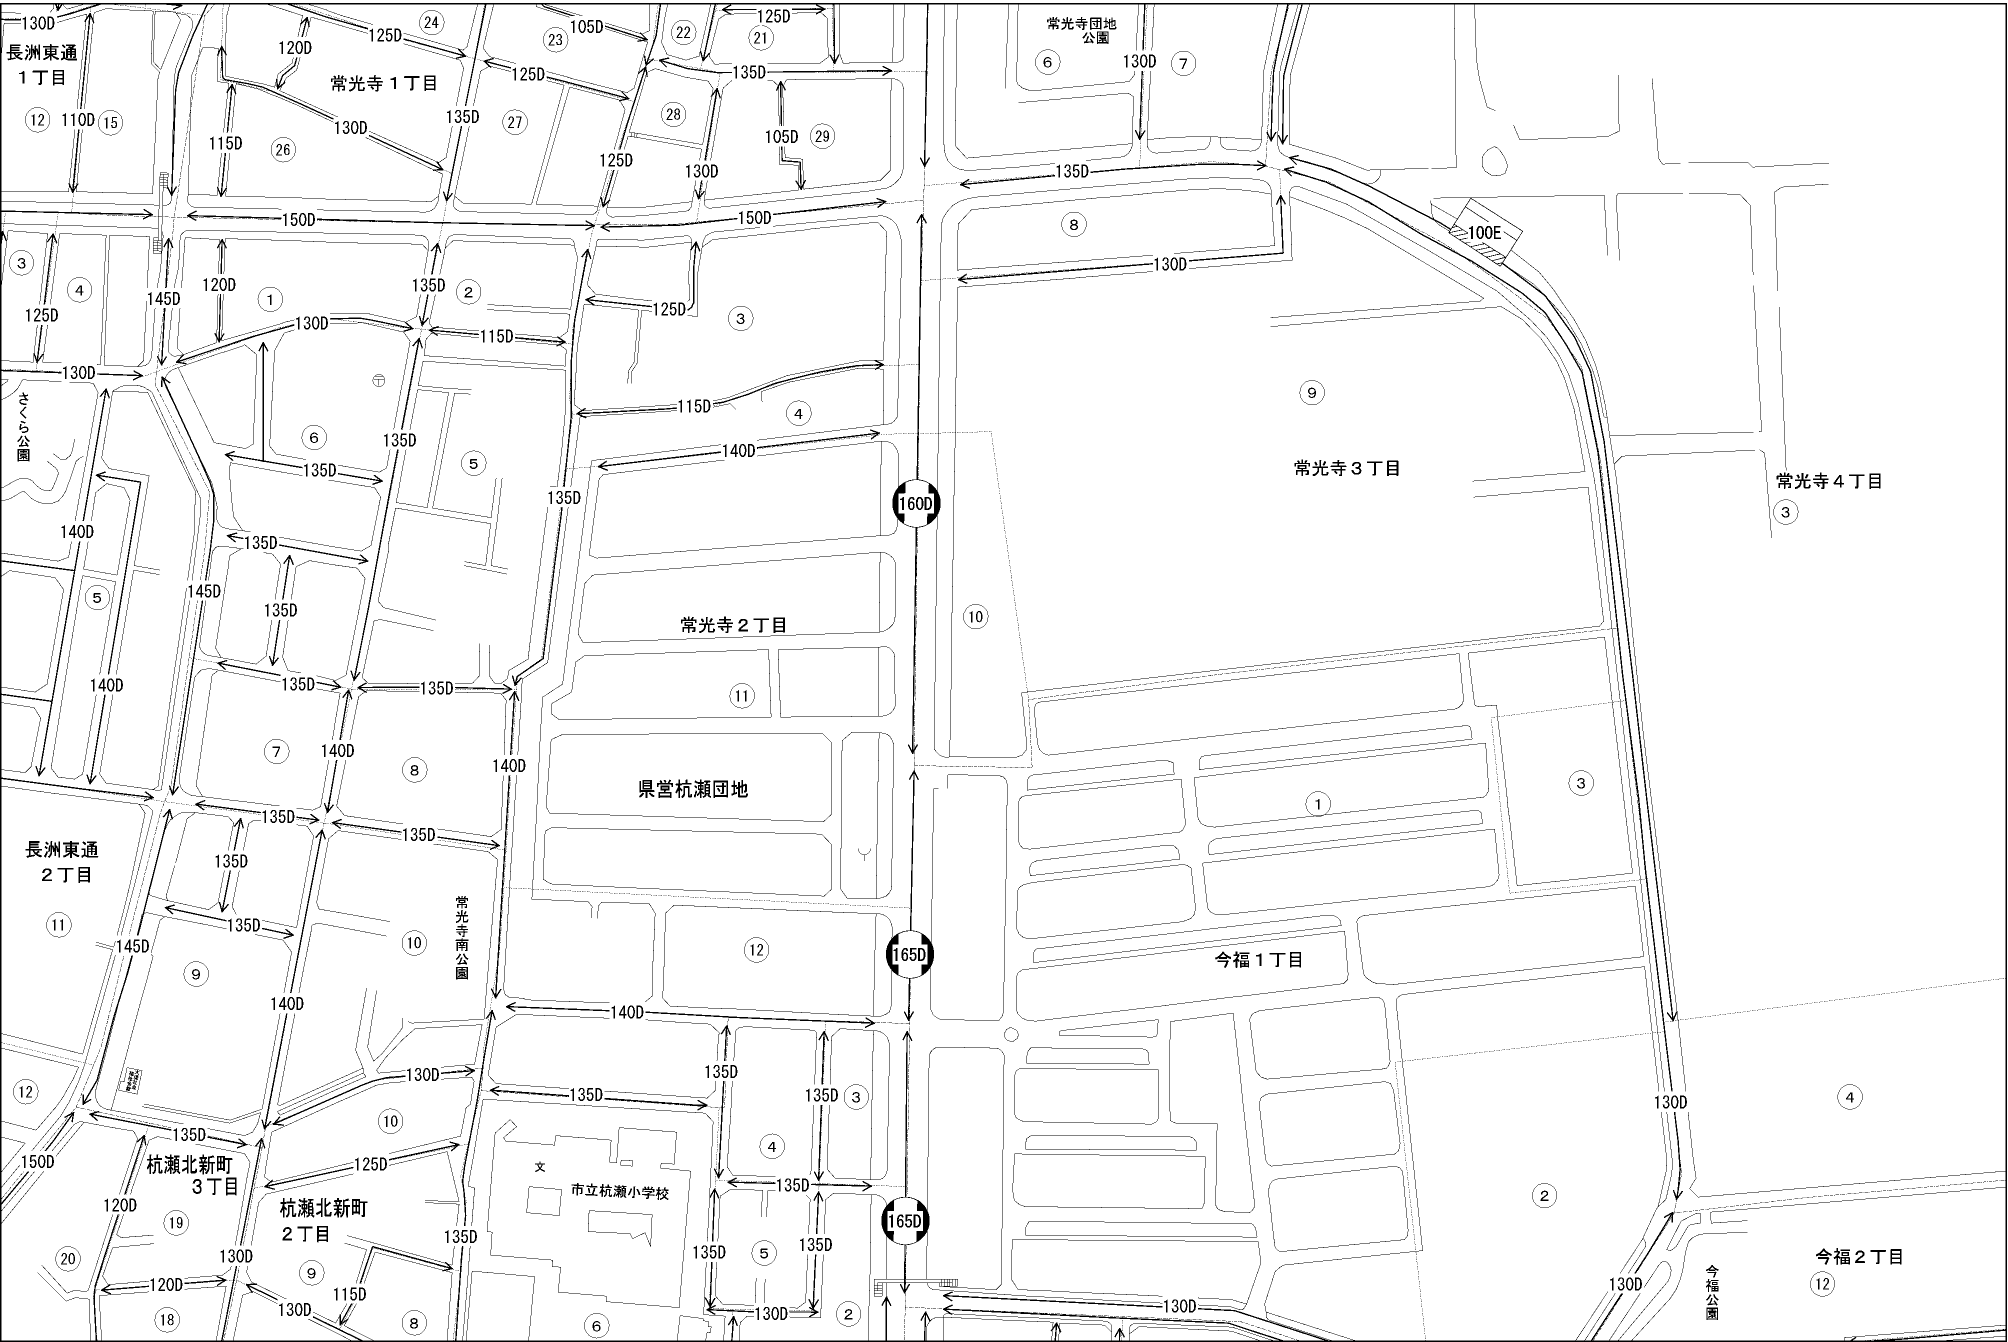 130D
24
125D
105D
22
125D
21
常光寺団地
公園
長洲東通
1丁目
120D
23
135D
6
130D
7
常光寺1丁目
125D
12
110D
15
135D
27
28
130D
26
115D
105D
29
125D
130D
135D
150D
150D
8
100E
3
4
145D
120D
1
135D
2
130D
125D
130D
125D
3
115D
130D
さくら公園
115D
4
9
6
135D
140D
135D
5
常光寺3丁目
常光寺4丁目
135D
160D
3
140D
135D
5
145D
135D
10
常光寺2丁目
140D
135D
135D
11
7
140D
8
140D
県営杭瀬団地
3
1
135D
135D
長洲東通
2丁目
135D
11
135D
常光寺南公園
145D
10
12
165D
今福1丁目
9
140D
140D
130D
135D
135D
135D
3
130D
4
12
10
135D
4
150D
杭瀬北新町
3丁目
125D
文
市立杭瀬小学校
135D
2
120D
19
杭瀬北新町
2丁目
165D
20
130D
135D
135D
5
135D
今福2丁目
12
120D
9
115D
130D
今福公園
18
130D
8
6
130D
2
130D